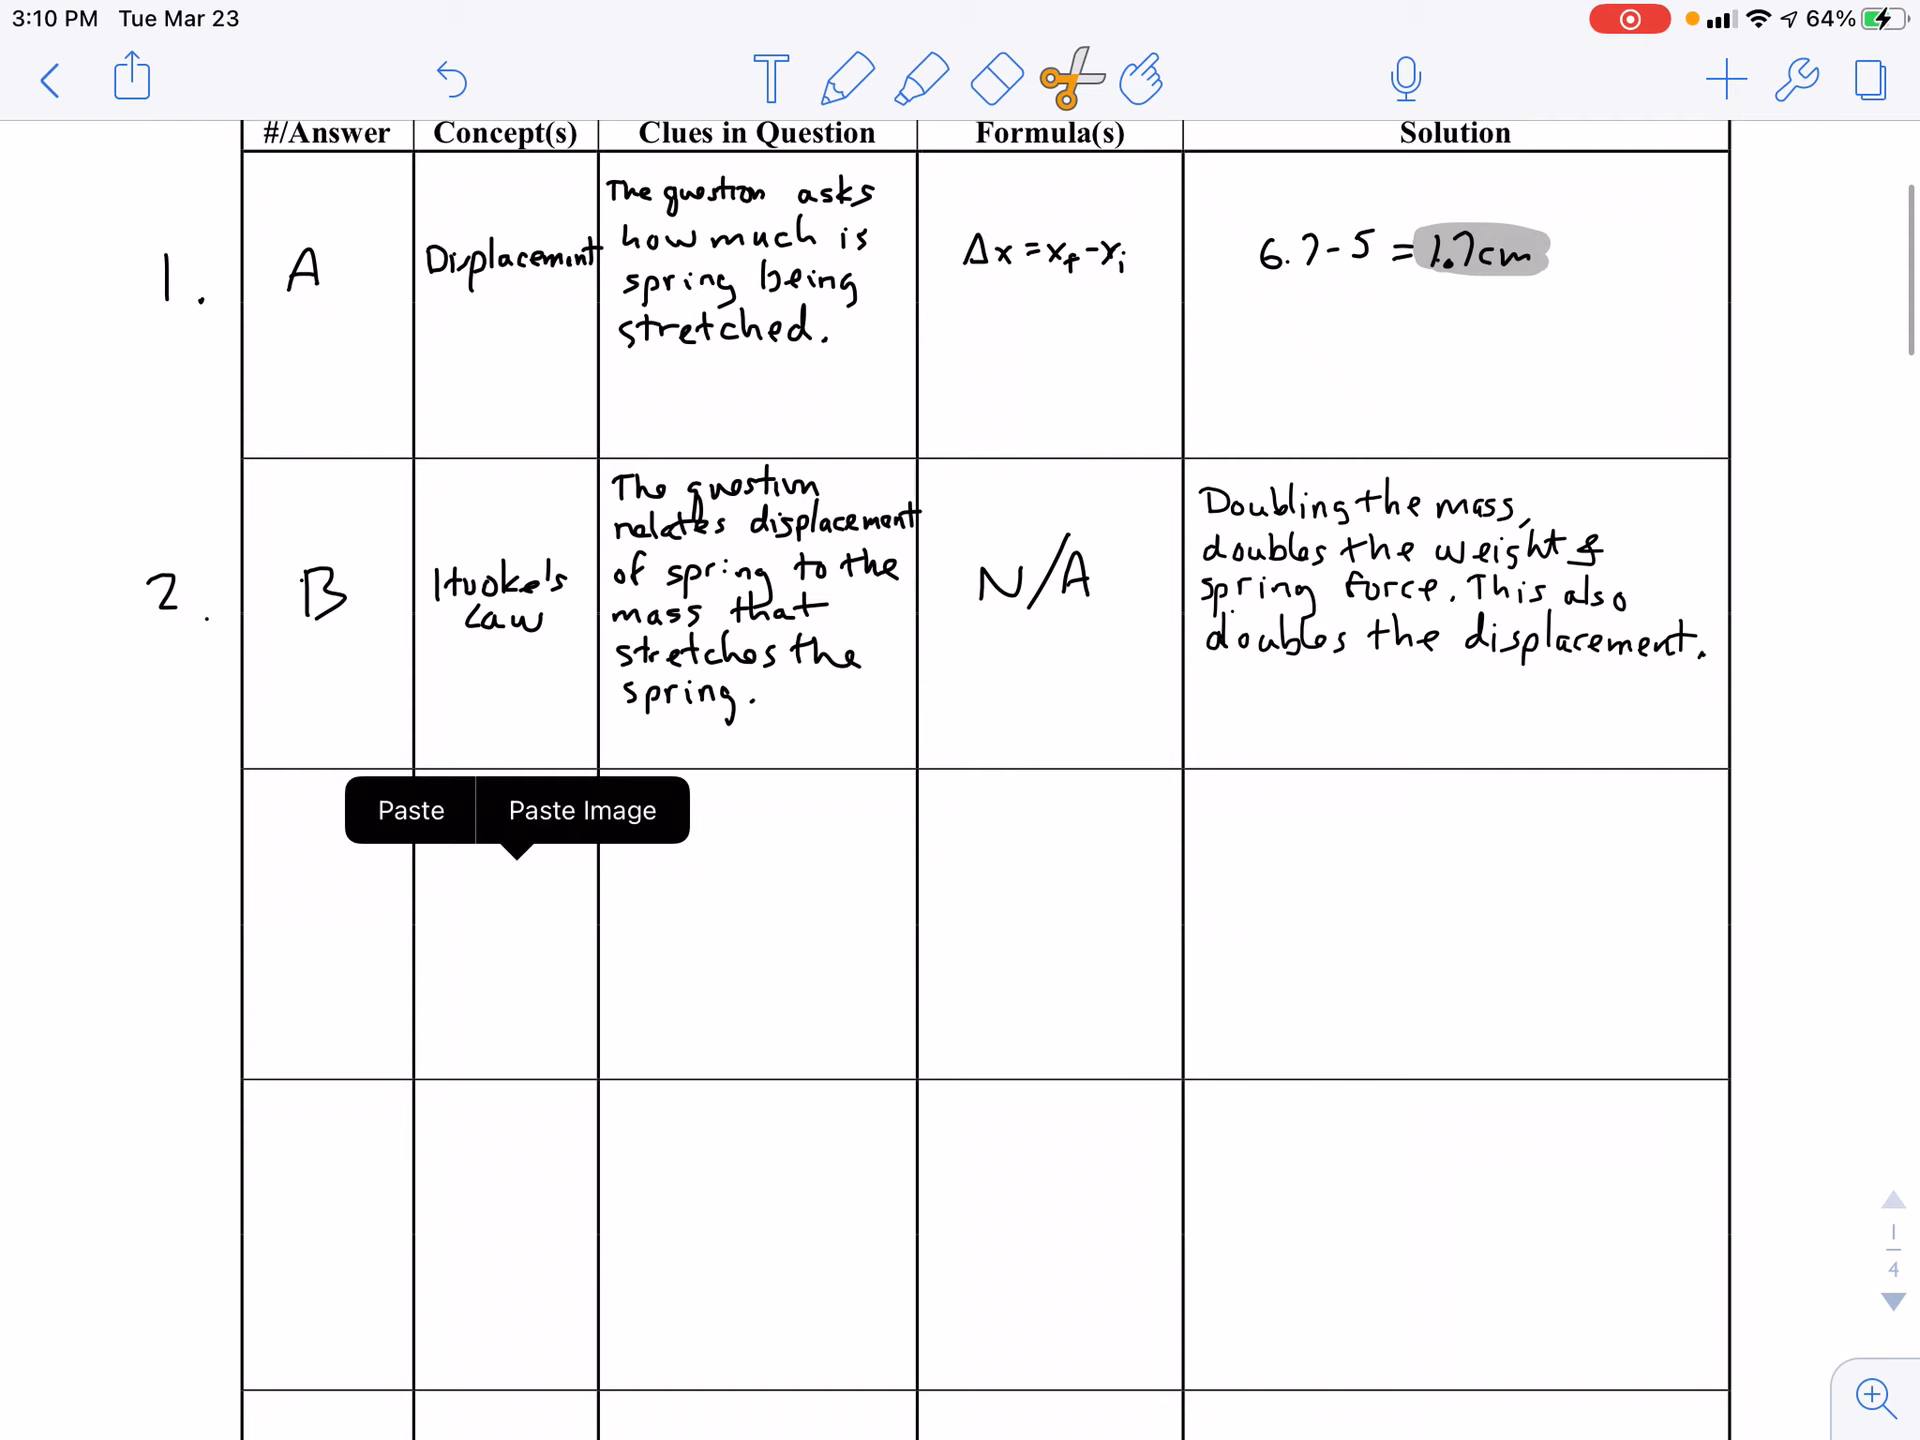 3:10 PM Tue Mar 23
64%
#/Answer Concept(s) Clues in Question Formula(s) Solution
1. A Displacement
The question asks
how much is
spring being
stretched.
Δx = xf - xi
6.7 - 5 = 1.7cm
2. B
Hooke's
Law
The question
relates displacement
of spring to the
mass that
stretches the
spring.
N/A
Doubling the mass,
doubles the weight &
spring force. This also
doubles the displacement.
Paste Paste Image
1
4